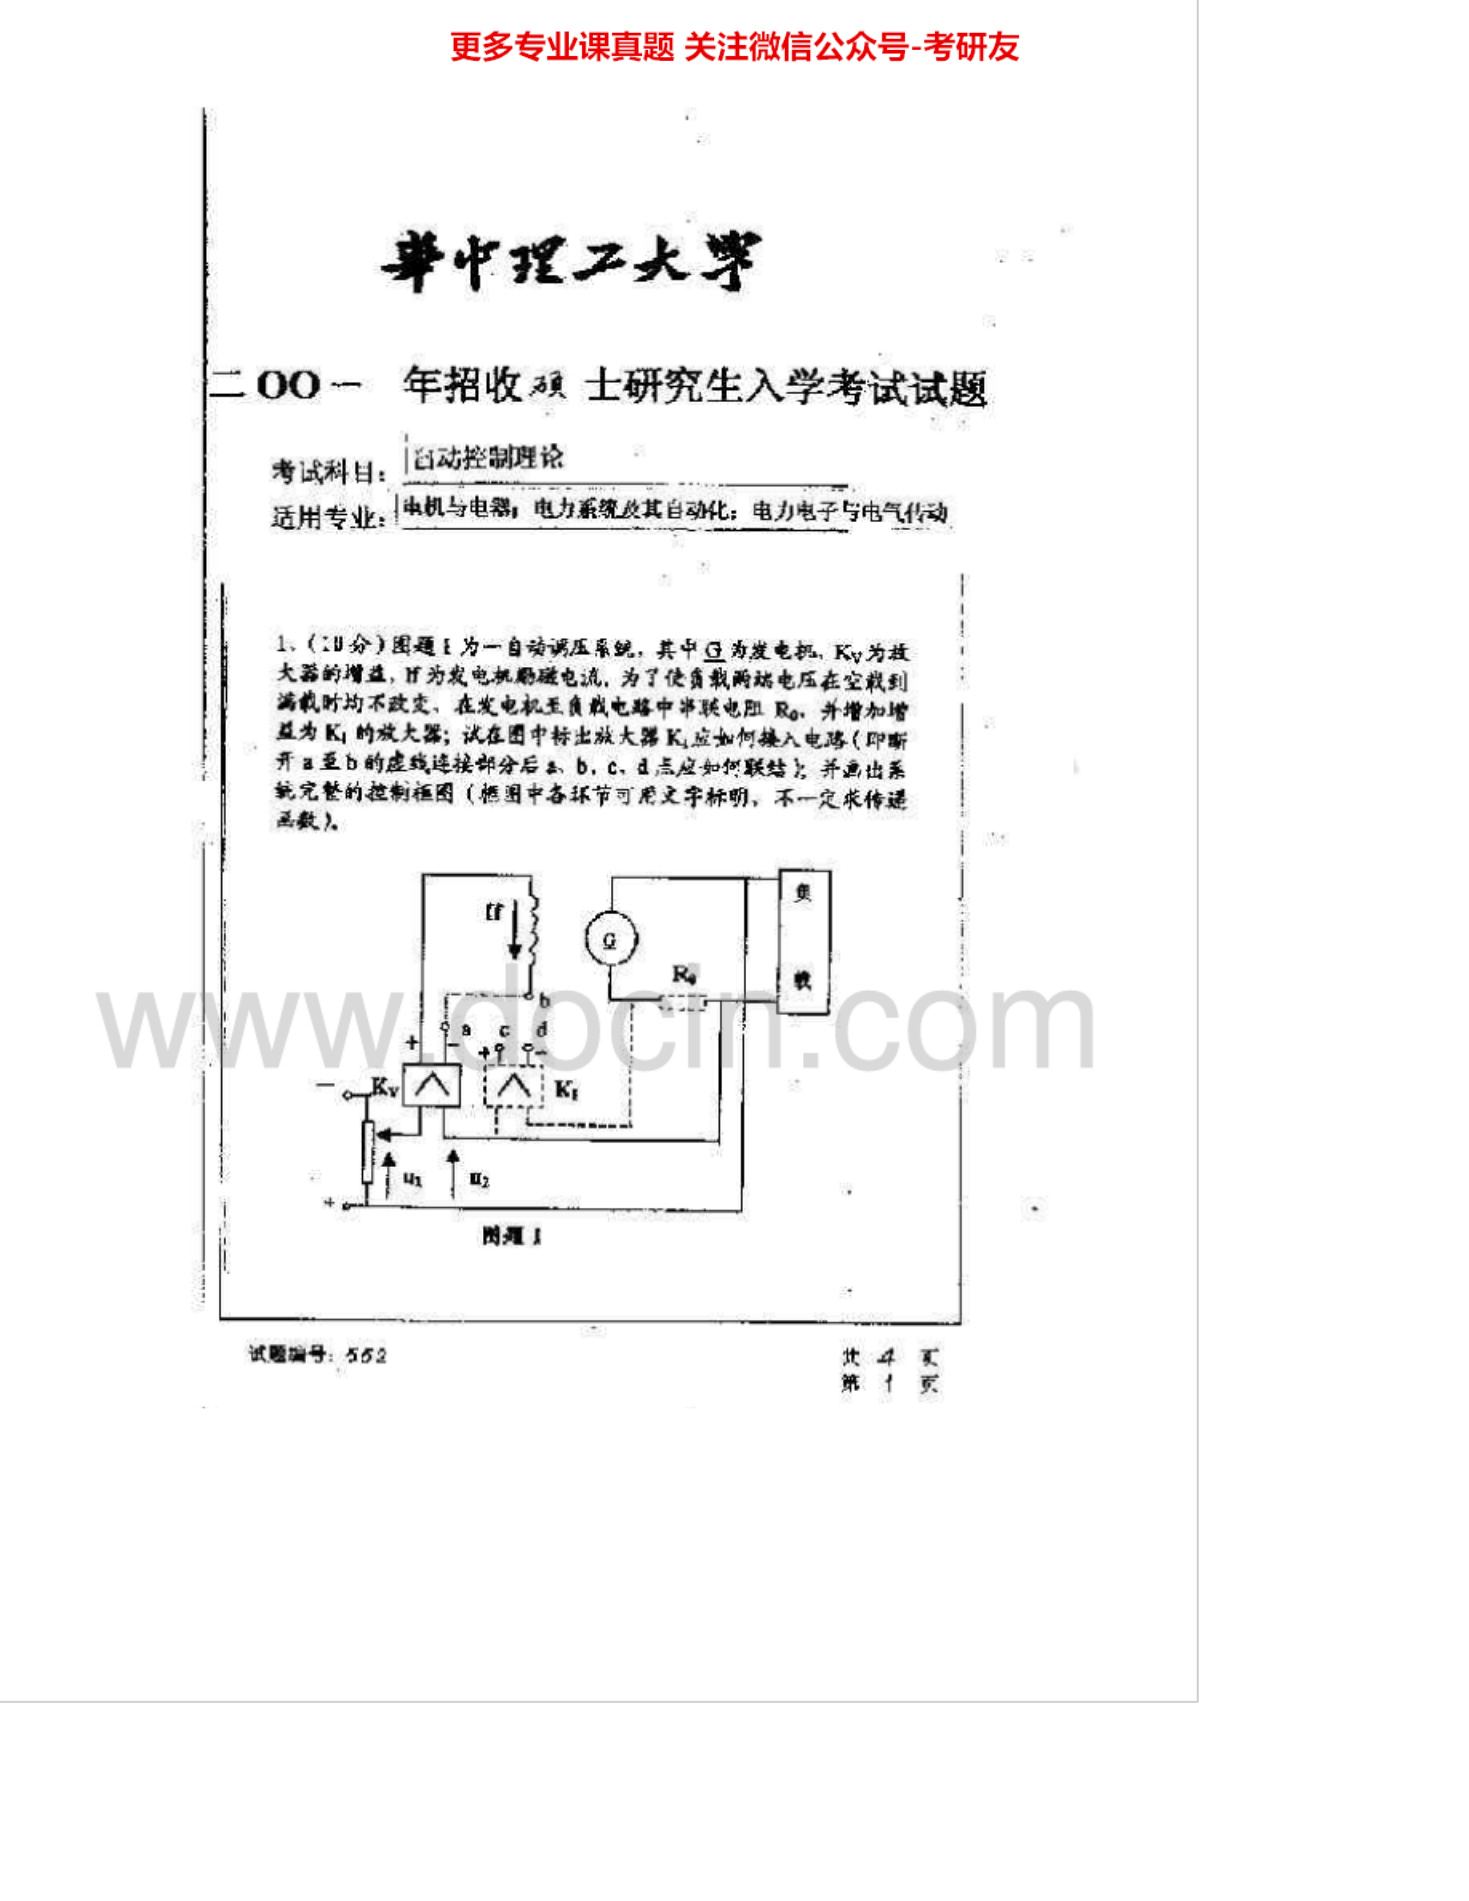 更多专业课真题 关注微信公众号-考研友
華中理工大学
二OO一 年招收硕 士研究生入学考试试题
考试科目: 自动控制理论
适用专业: 电机与电器; 电力系统及其自动化; 电力电子与电气传动
1、(10分)图题1为一自动调压系统, 其中G为发电机, KV为放
大器的增益, If为发电机励磁电流, 为了使负载两端电压在空载到
满载时均不改变, 在发电机至负载电路中串联电阻 R0, 并增加增
益为 KI 的放大器; 试在图中标出放大器 KI应如何接入电路(即断
开 a 至 b 的虚线连接部分后 a、b、c、d 点应如何联结); 并画出系
统完整的控制框图(框图中各环节可用文字标明, 不一定求传递
函数)。
If
G
负
载
R0
b
a c d
+ − + −
− KV KI
u1 u2
+
图题 1
www.docin.com
试题编号: 552
共 4 页
第 1 页